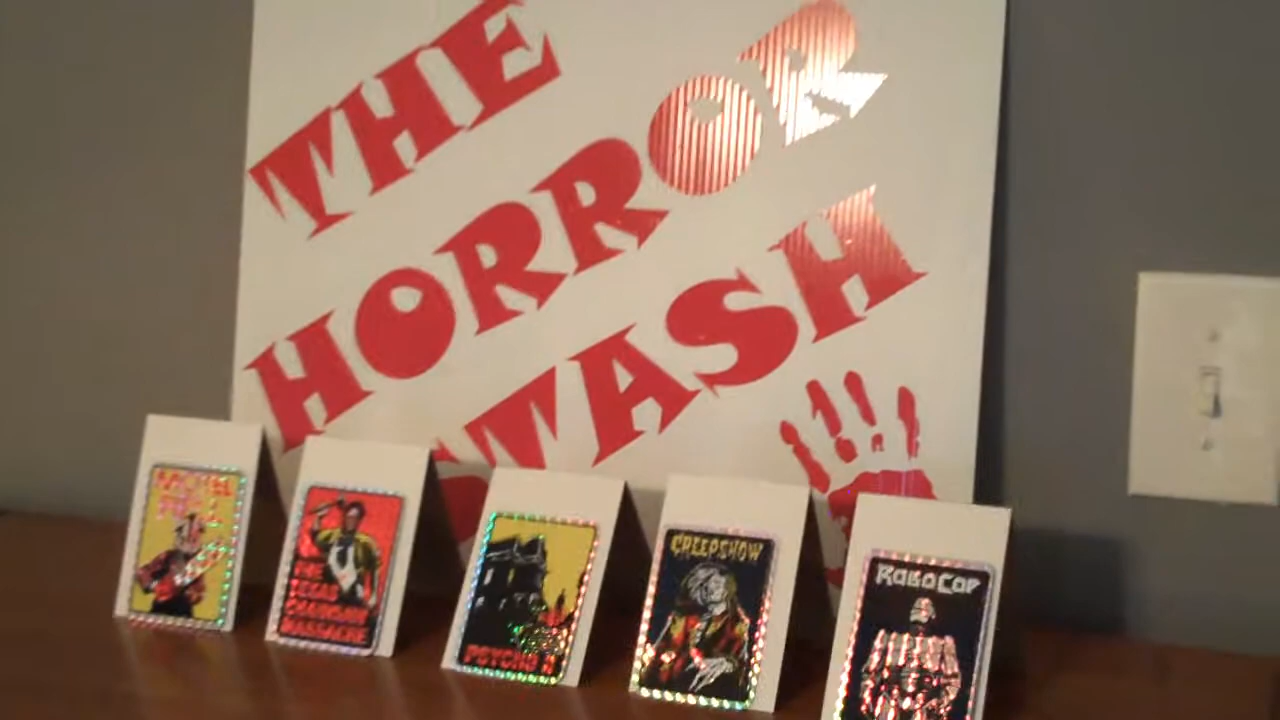 THE
HORROR
STASH
THE
TEXAS
CHAINSAW
MASSACRE
PSYCHO II
CREEPSHOW
ROBOCOP